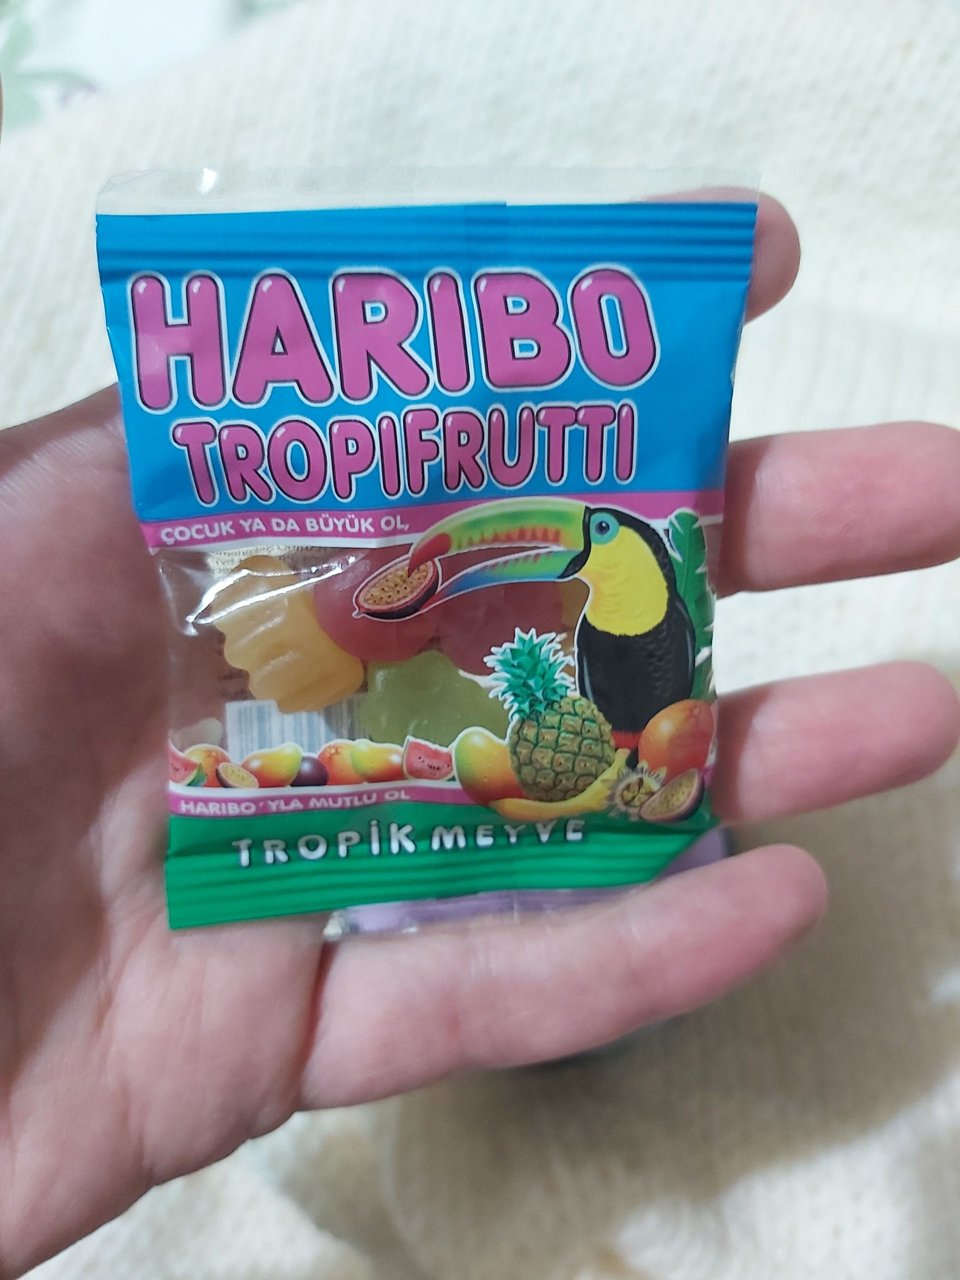 HARIBO
TROPIFRUTTI
ÇOCUK YA DA BÜYÜK OL,
HARIBO'YLA MUTLU OL
TROPİK MEYVE